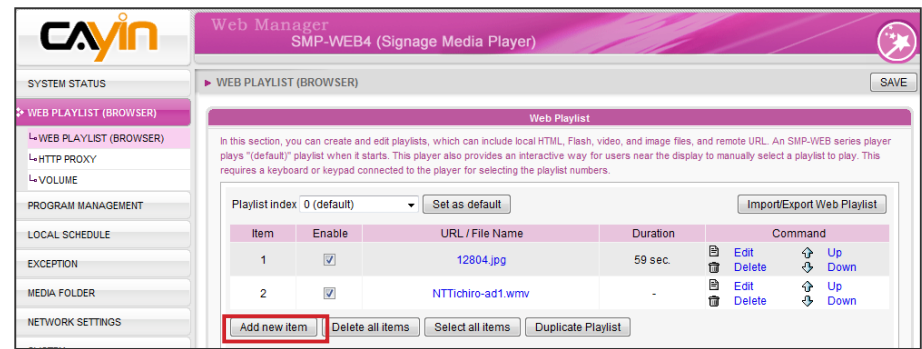 CAYIN
Web Manager
SMP-WEB4 (Signage Media Player)
SYSTEM STATUS
WEB PLAYLIST (BROWSER)
WEB PLAYLIST (BROWSER)
HTTP PROXY
VOLUME
PROGRAM MANAGEMENT
LOCAL SCHEDULE
EXCEPTION
MEDIA FOLDER
NETWORK SETTINGS
WEB PLAYLIST (BROWSER)
SAVE
Web Playlist
In this section, you can create and edit playlists, which can include local HTML, Flash, video, and image files, and remote URL. An SMP-WEB series player
plays "(default)" playlist when it starts. This player also provides an interactive way for users near the display to manually select a playlist to play. This
requires a keyboard or keypad connected to the player for selecting the playlist numbers.
Playlist index 0 (default) Set as default Import/Export Web Playlist
Item Enable URL / File Name Duration Command
1 12804.jpg 59 sec. Edit Up
Delete Down
2 NTTichiro-ad1.wmv - Edit Up
Delete Down
Add new item Delete all items Select all items Duplicate Playlist